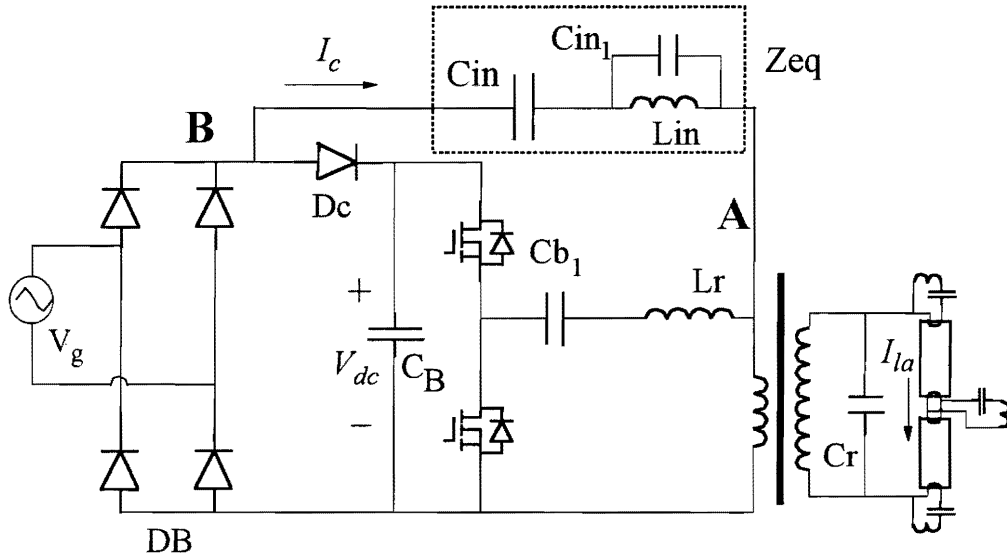 Cin₁
I_c
Cin
Zeq
Lin
B
Dc
A
Cb₁
Lr
+
V_g
V_dc
C_B
I_la
−
Cr
DB